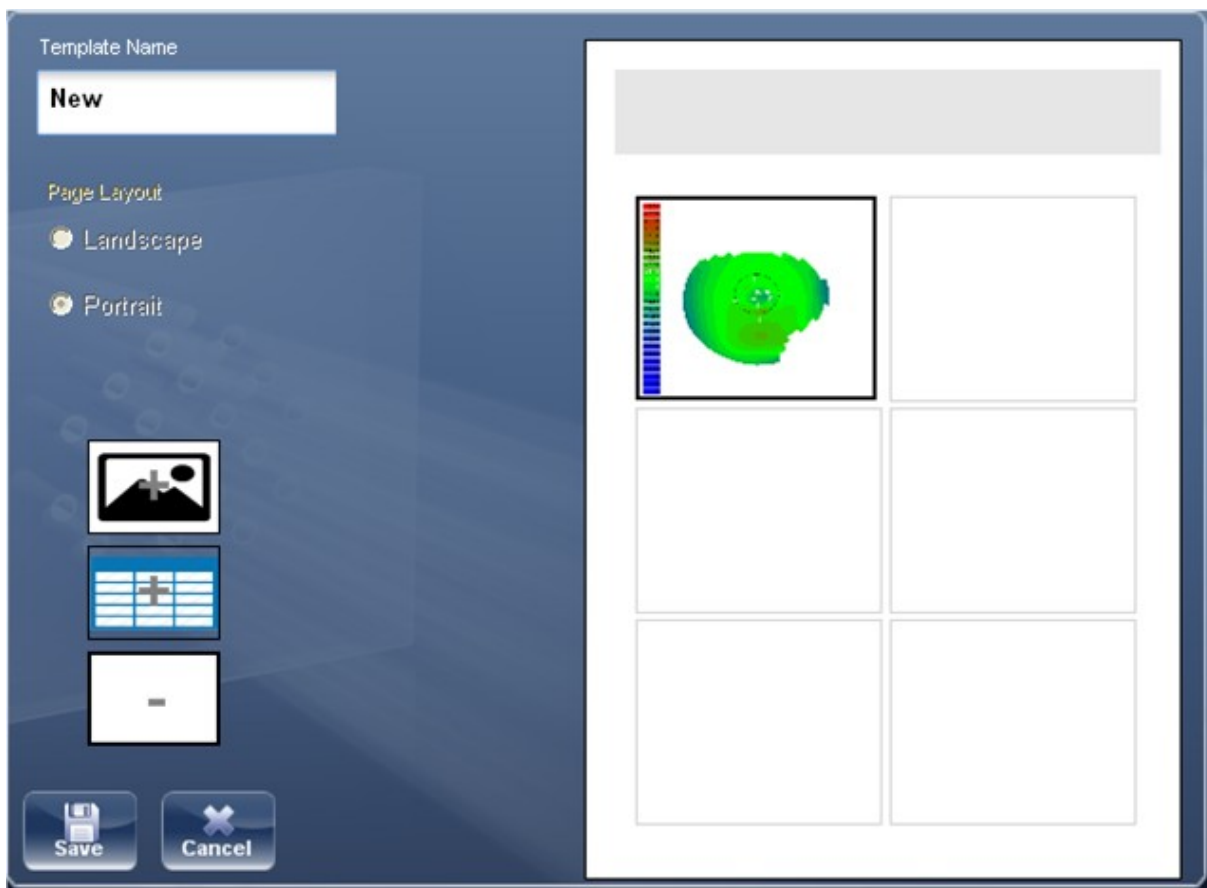 Template Name
New
Page Layout
Landscape
Portrait
+
+
-
Save
Cancel